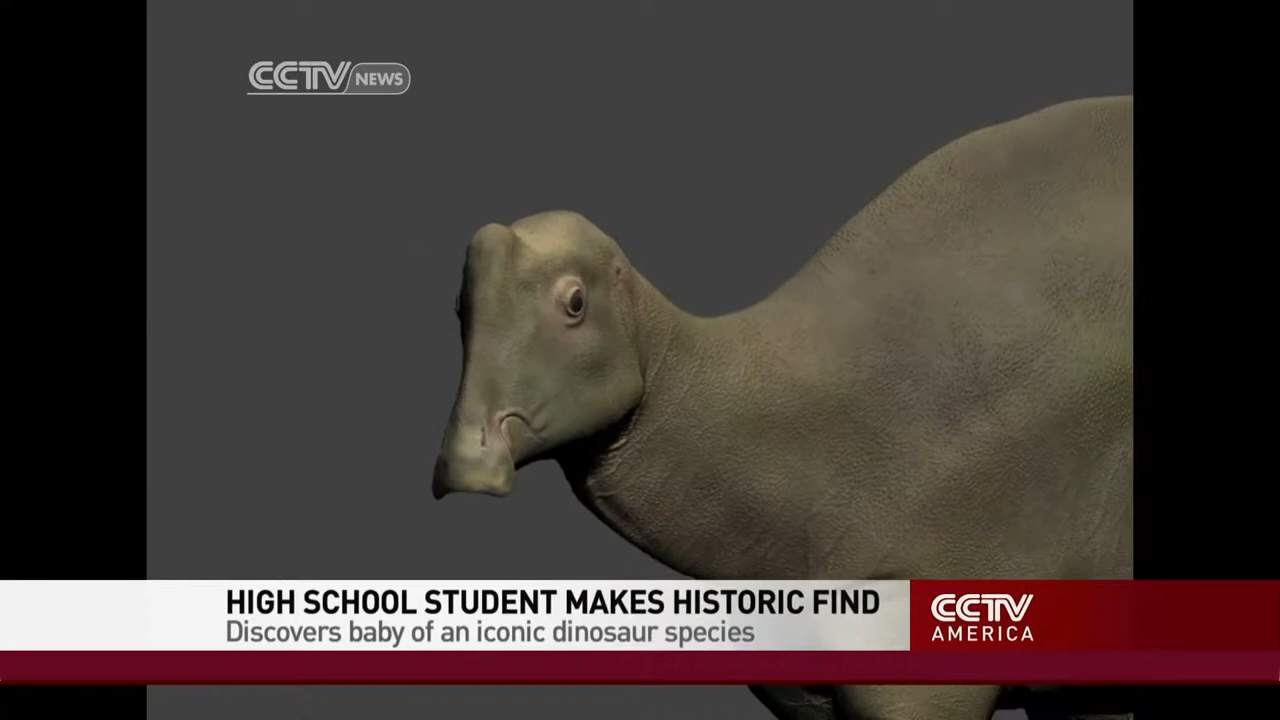 CCTV NEWS
HIGH SCHOOL STUDENT MAKES HISTORIC FIND
Discovers baby of an iconic dinosaur species
CCTV
AMERICA